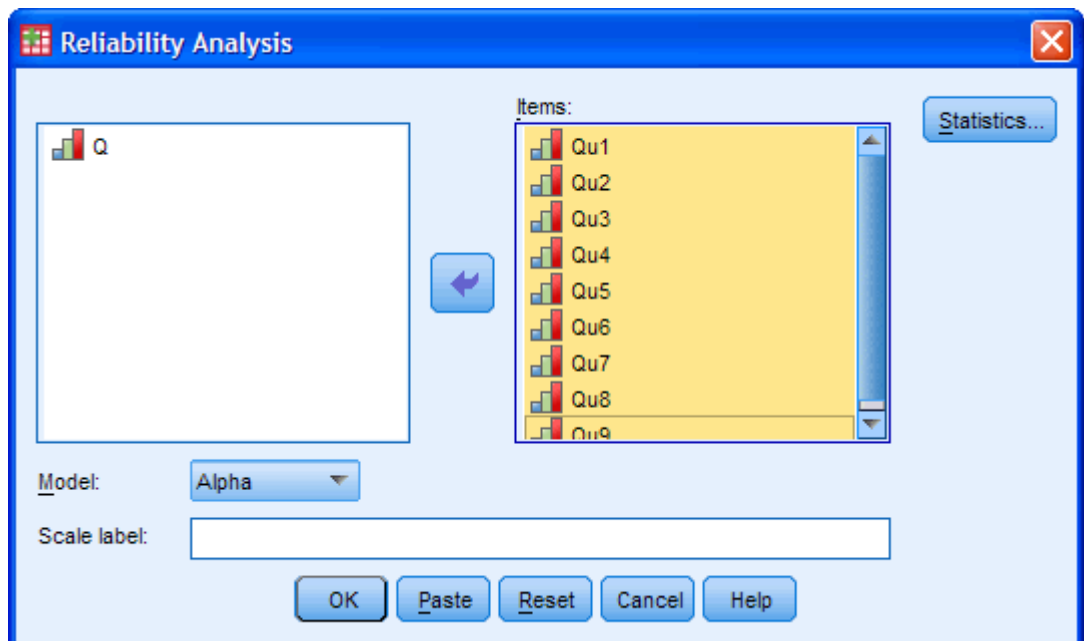 Reliability Analysis
Items:
Statistics...
Q
Qu1
Qu2
Qu3
Qu4
Qu5
Qu6
Qu7
Qu8
Qu9
Model:
Alpha
Scale label:
OK
Paste
Reset
Cancel
Help